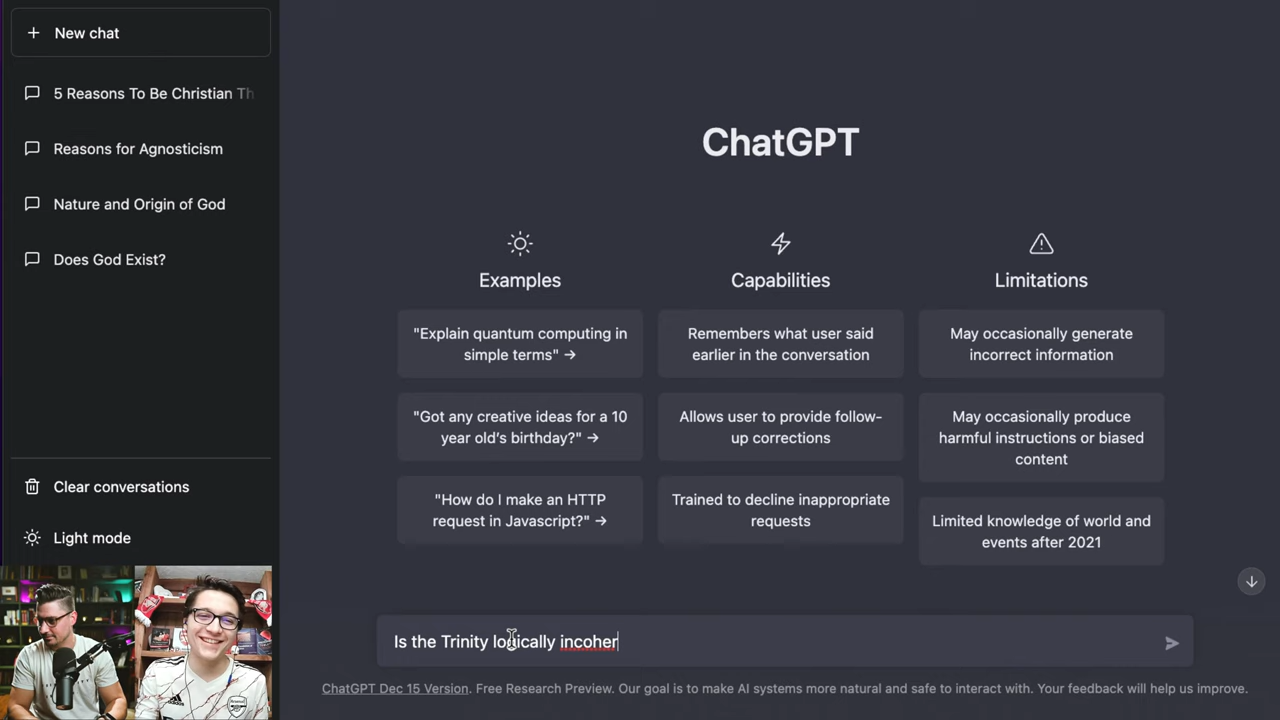 New chat
5 Reasons To Be Christian Th
Reasons for Agnosticism
Nature and Origin of God
Does God Exist?
Clear conversations
Light mode
ChatGPT
Examples
"Explain quantum computing in
simple terms" →
"Got any creative ideas for a 10
year old's birthday?" →
"How do I make an HTTP
request in Javascript?" →
Capabilities
Remembers what user said
earlier in the conversation
Allows user to provide follow-
up corrections
Trained to decline inappropriate
requests
Limitations
May occasionally generate
incorrect information
May occasionally produce
harmful instructions or biased
content
Limited knowledge of world and
events after 2021
Is the Trinity logically incoher
ChatGPT Dec 15 Version. Free Research Preview. Our goal is to make AI systems more natural and safe to interact with. Your feedback will help us improve.